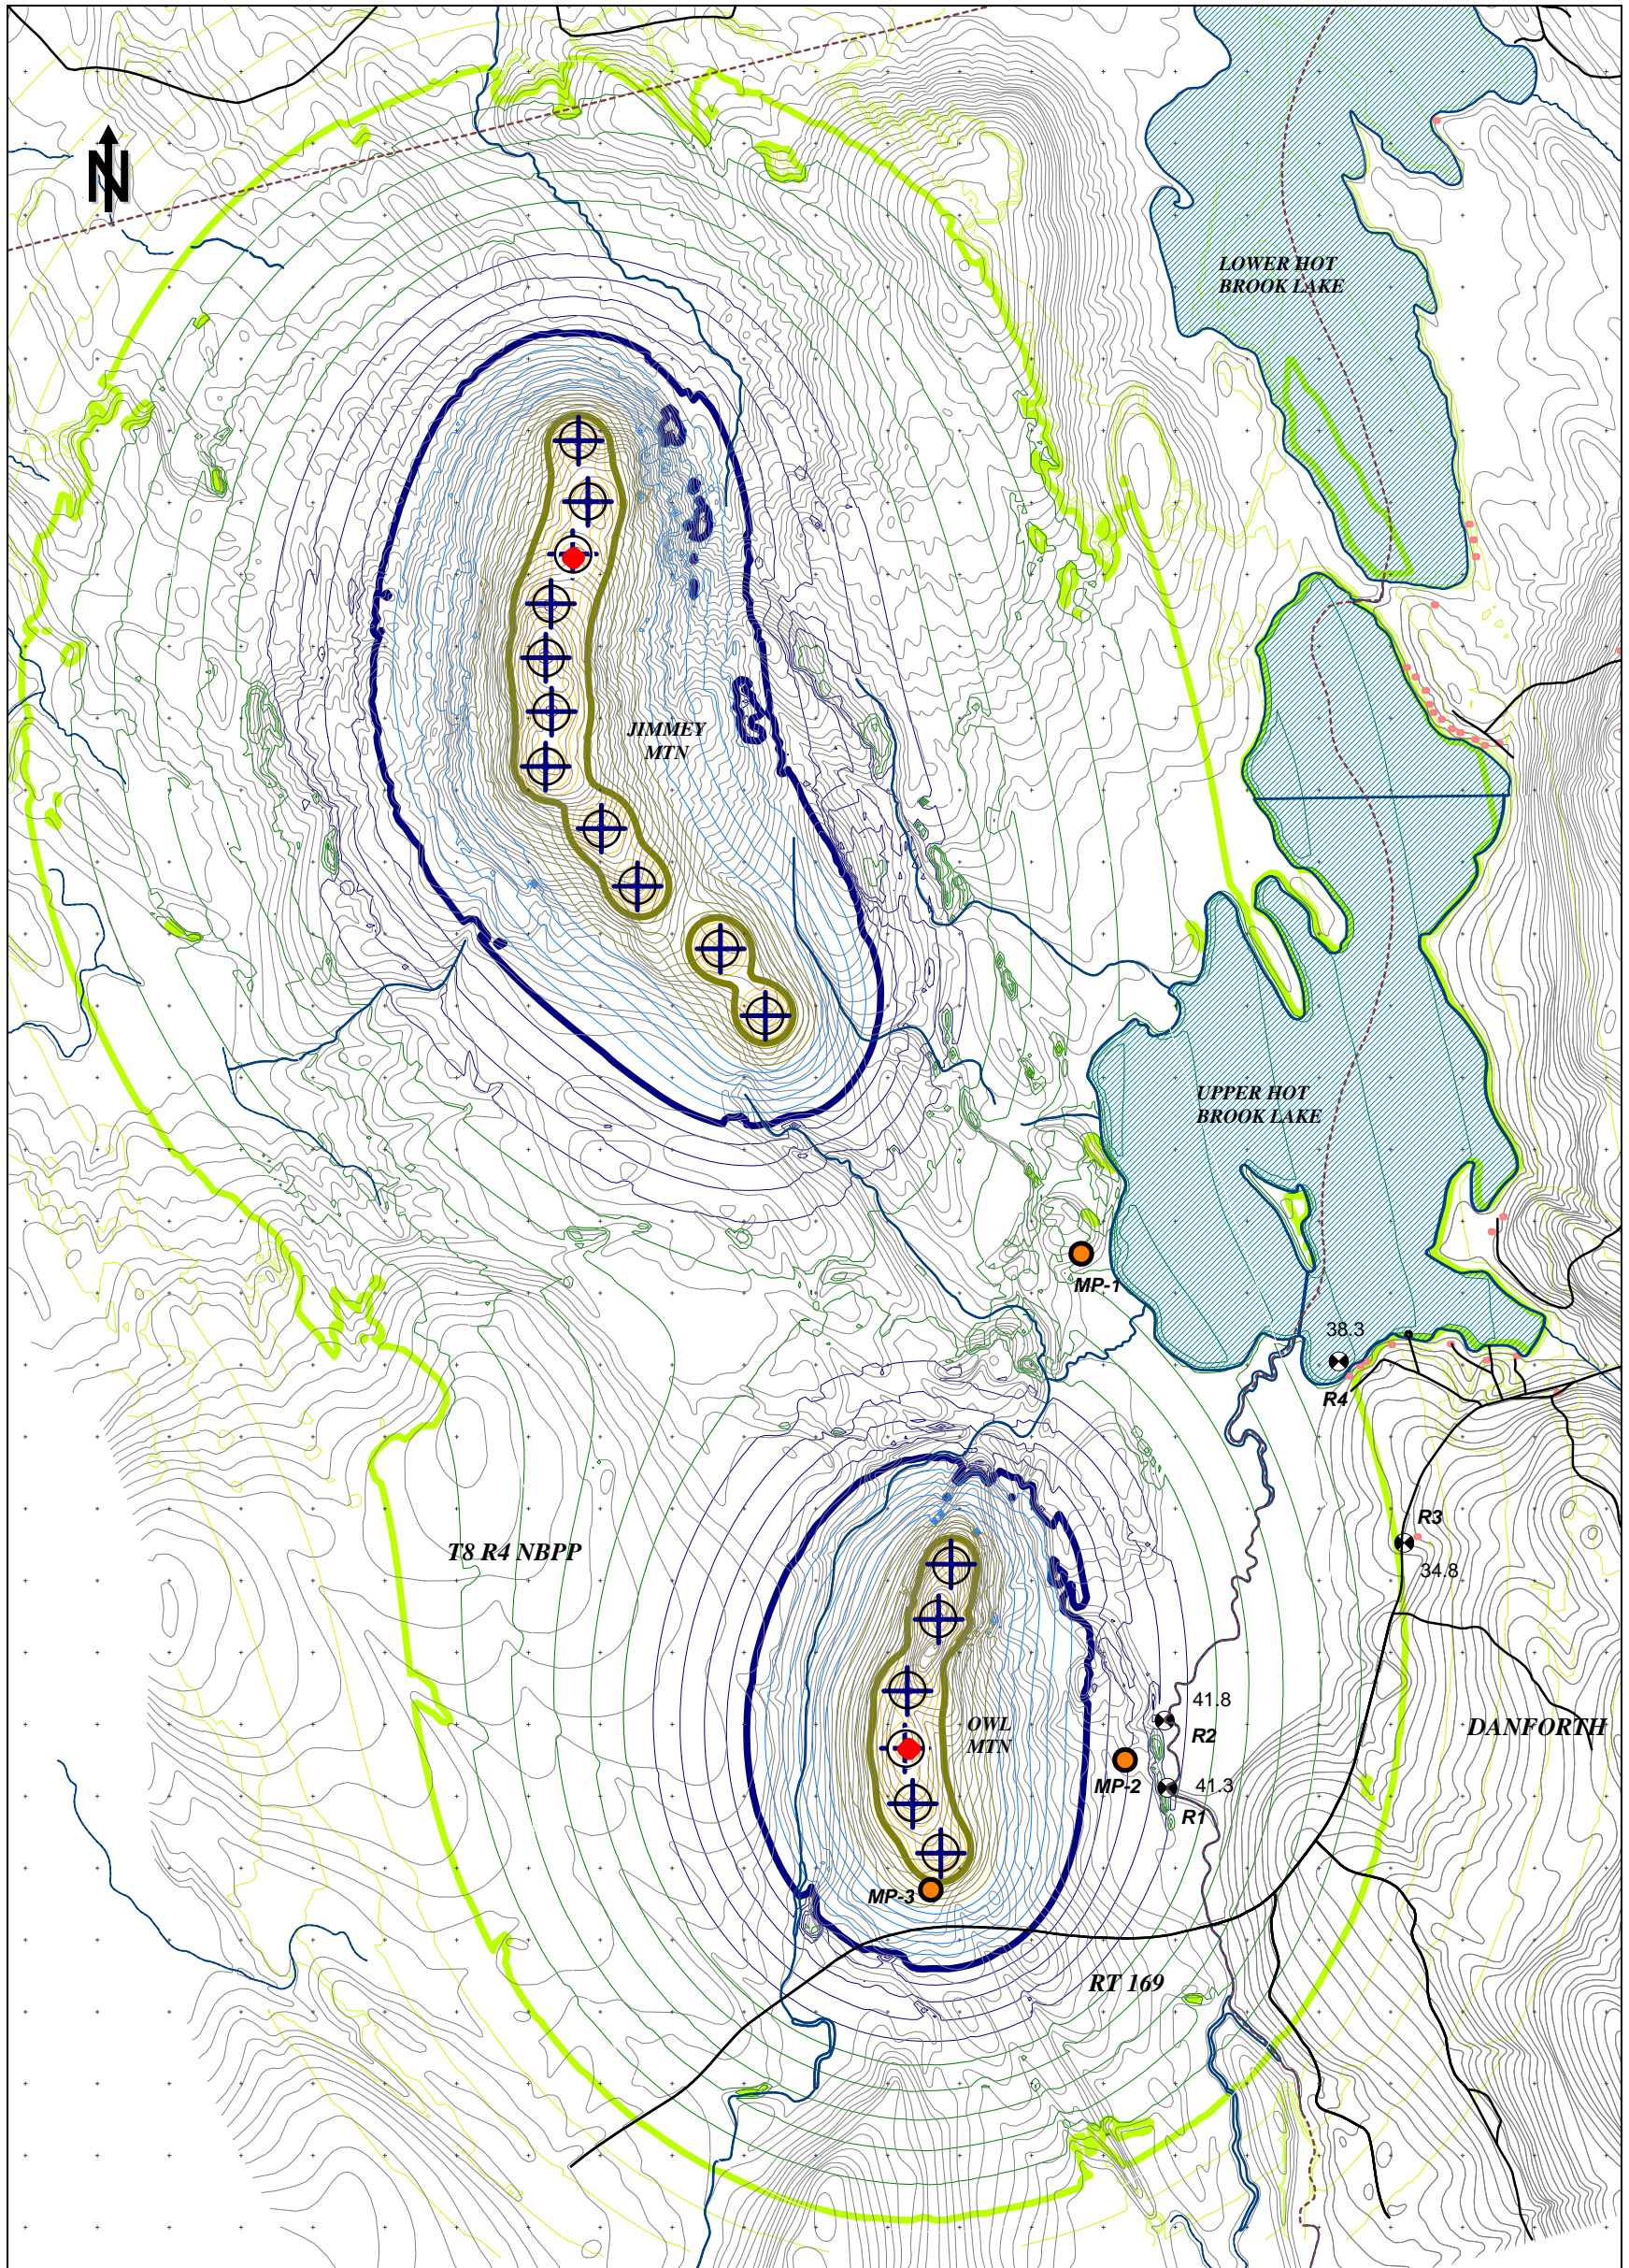 N
LOWER HOT
BROOK LAKE
JIMMEY
MTN
UPPER HOT
BROOK LAKE
MP-1
38.3
R4
R3
34.8
T8 R4 NBPP
41.8
R2
OWL
MTN
DANFORTH
MP-2
41.3
R1
MP-3
RT 169